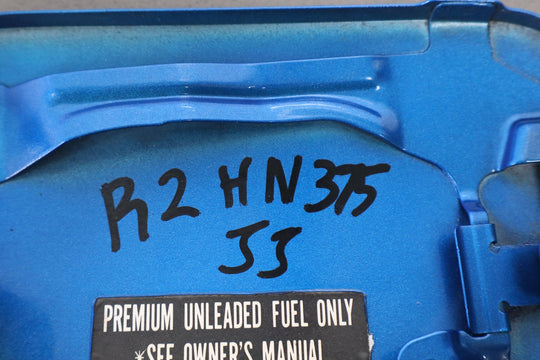 R2 HN375
JJ
PREMIUM UNLEADED FUEL ONLY
*SEE OWNER'S MANUAL